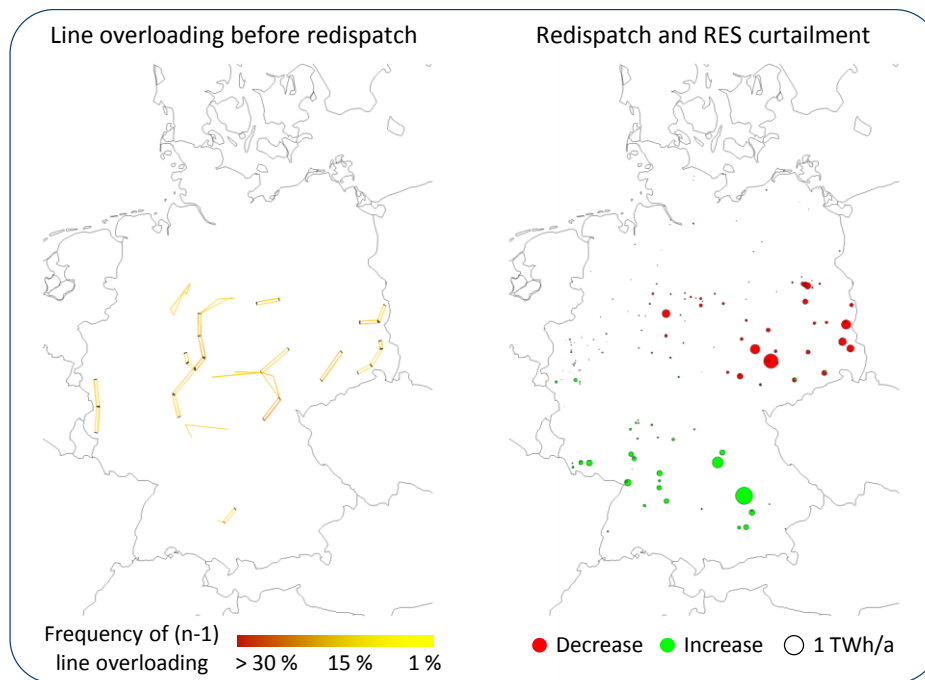 Line overloading before redispatch
Redispatch and RES curtailment
Frequency of (n-1)
line overloading
> 30 % 15 % 1 %
Decrease Increase 1 TWh/a